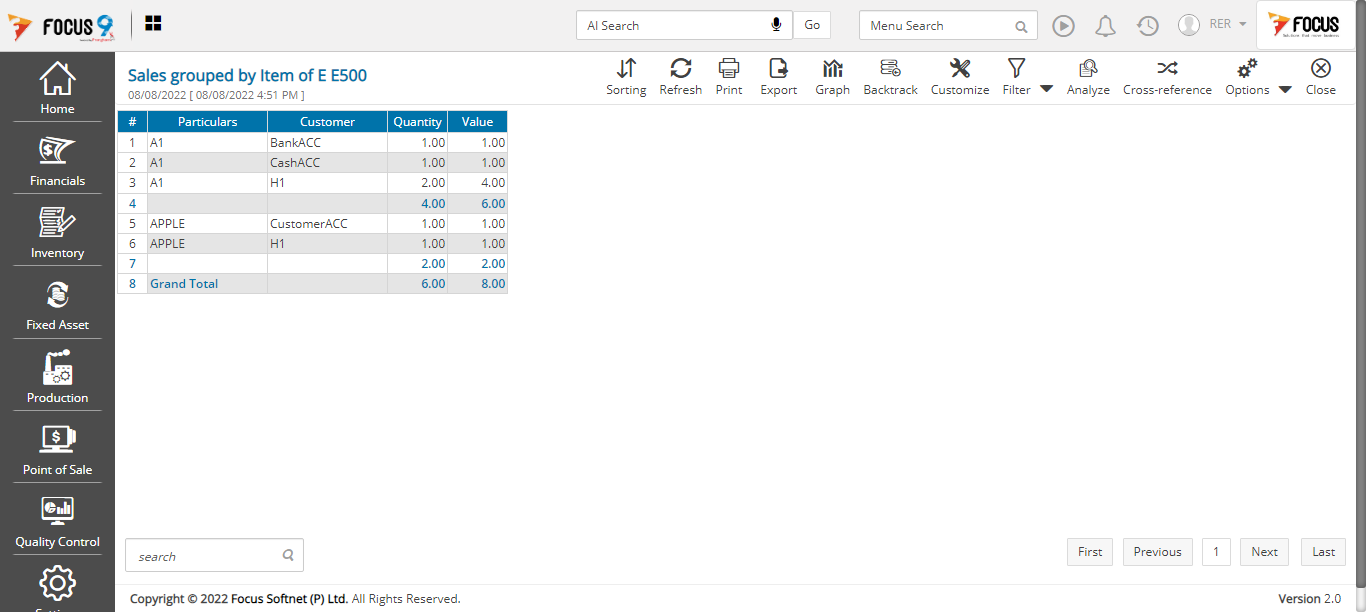 FOCUS 9
AI Search
Go
Menu Search
RER
FOCUS
Home
Financials
Inventory
Fixed Asset
Production
Point of Sale
Quality Control
Sales grouped by Item of E E500
08/08/2022 [ 08/08/2022 4:51 PM ]
Sorting Refresh Print Export Graph Backtrack Customize Filter Analyze Cross-reference Options Close
# Particulars Customer Quantity Value
1 A1 BankACC 1.00 1.00
2 A1 CashACC 1.00 1.00
3 A1 H1 2.00 4.00
4 4.00 6.00
5 APPLE CustomerACC 1.00 1.00
6 APPLE H1 1.00 1.00
7 2.00 2.00
8 Grand Total 6.00 8.00
search
First Previous 1 Next Last
Copyright © 2022 Focus Softnet (P) Ltd. All Rights Reserved.
Version 2.0